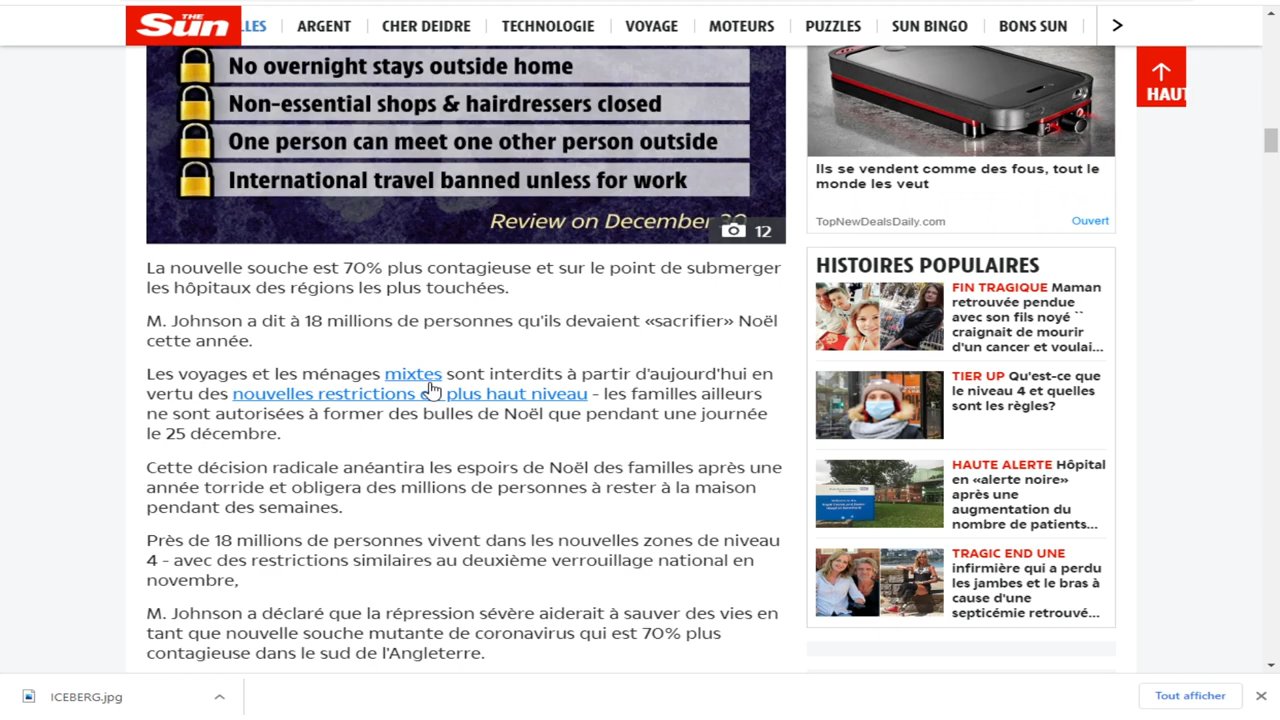 THE
Sun
LLES
ARGENT
CHER DEIDRE
TECHNOLOGIE
VOYAGE
MOTEURS
PUZZLES
SUN BINGO
BONS SUN
>
HAUT
No overnight stays outside home
Non-essential shops & hairdressers closed
One person can meet one other person outside
International travel banned unless for work
Review on December 30
12
La nouvelle souche est 70% plus contagieuse et sur le point de submerger
les hôpitaux des régions les plus touchées.
M. Johnson a dit à 18 millions de personnes qu'ils devaient «sacrifier» Noël
cette année.
Les voyages et les ménages mixtes sont interdits à partir d'aujourd'hui en
vertu des nouvelles restrictions plus haut niveau - les familles ailleurs
ne sont autorisées à former des bulles de Noël que pendant une journée
le 25 décembre.
Cette décision radicale anéantira les espoirs de Noël des familles après une
année torride et obligera des millions de personnes à rester à la maison
pendant des semaines.
Près de 18 millions de personnes vivent dans les nouvelles zones de niveau
4 - avec des restrictions similaires au deuxième verrouillage national en
novembre,
M. Johnson a déclaré que la répression sévère aiderait à sauver des vies en
tant que nouvelle souche mutante de coronavirus qui est 70% plus
contagieuse dans le sud de l'Angleterre.
Ils se vendent comme des fous, tout le
monde les veut
TopNewDealsDaily.com
Ouvert
HISTOIRES POPULAIRES
FIN TRAGIQUE Maman
retrouvée pendue
avec son fils noyé ``
craignait de mourir
d'un cancer et voulai...
TIER UP Qu'est-ce que
le niveau 4 et quelles
sont les règles?
HAUTE ALERTE Hôpital
en «alerte noire»
après une
augmentation du
nombre de patients...
TRAGIC END UNE
infirmière qui a perdu
les jambes et le bras à
cause d'une
septicémie retrouvé...
ICEBERG.jpg
Tout afficher